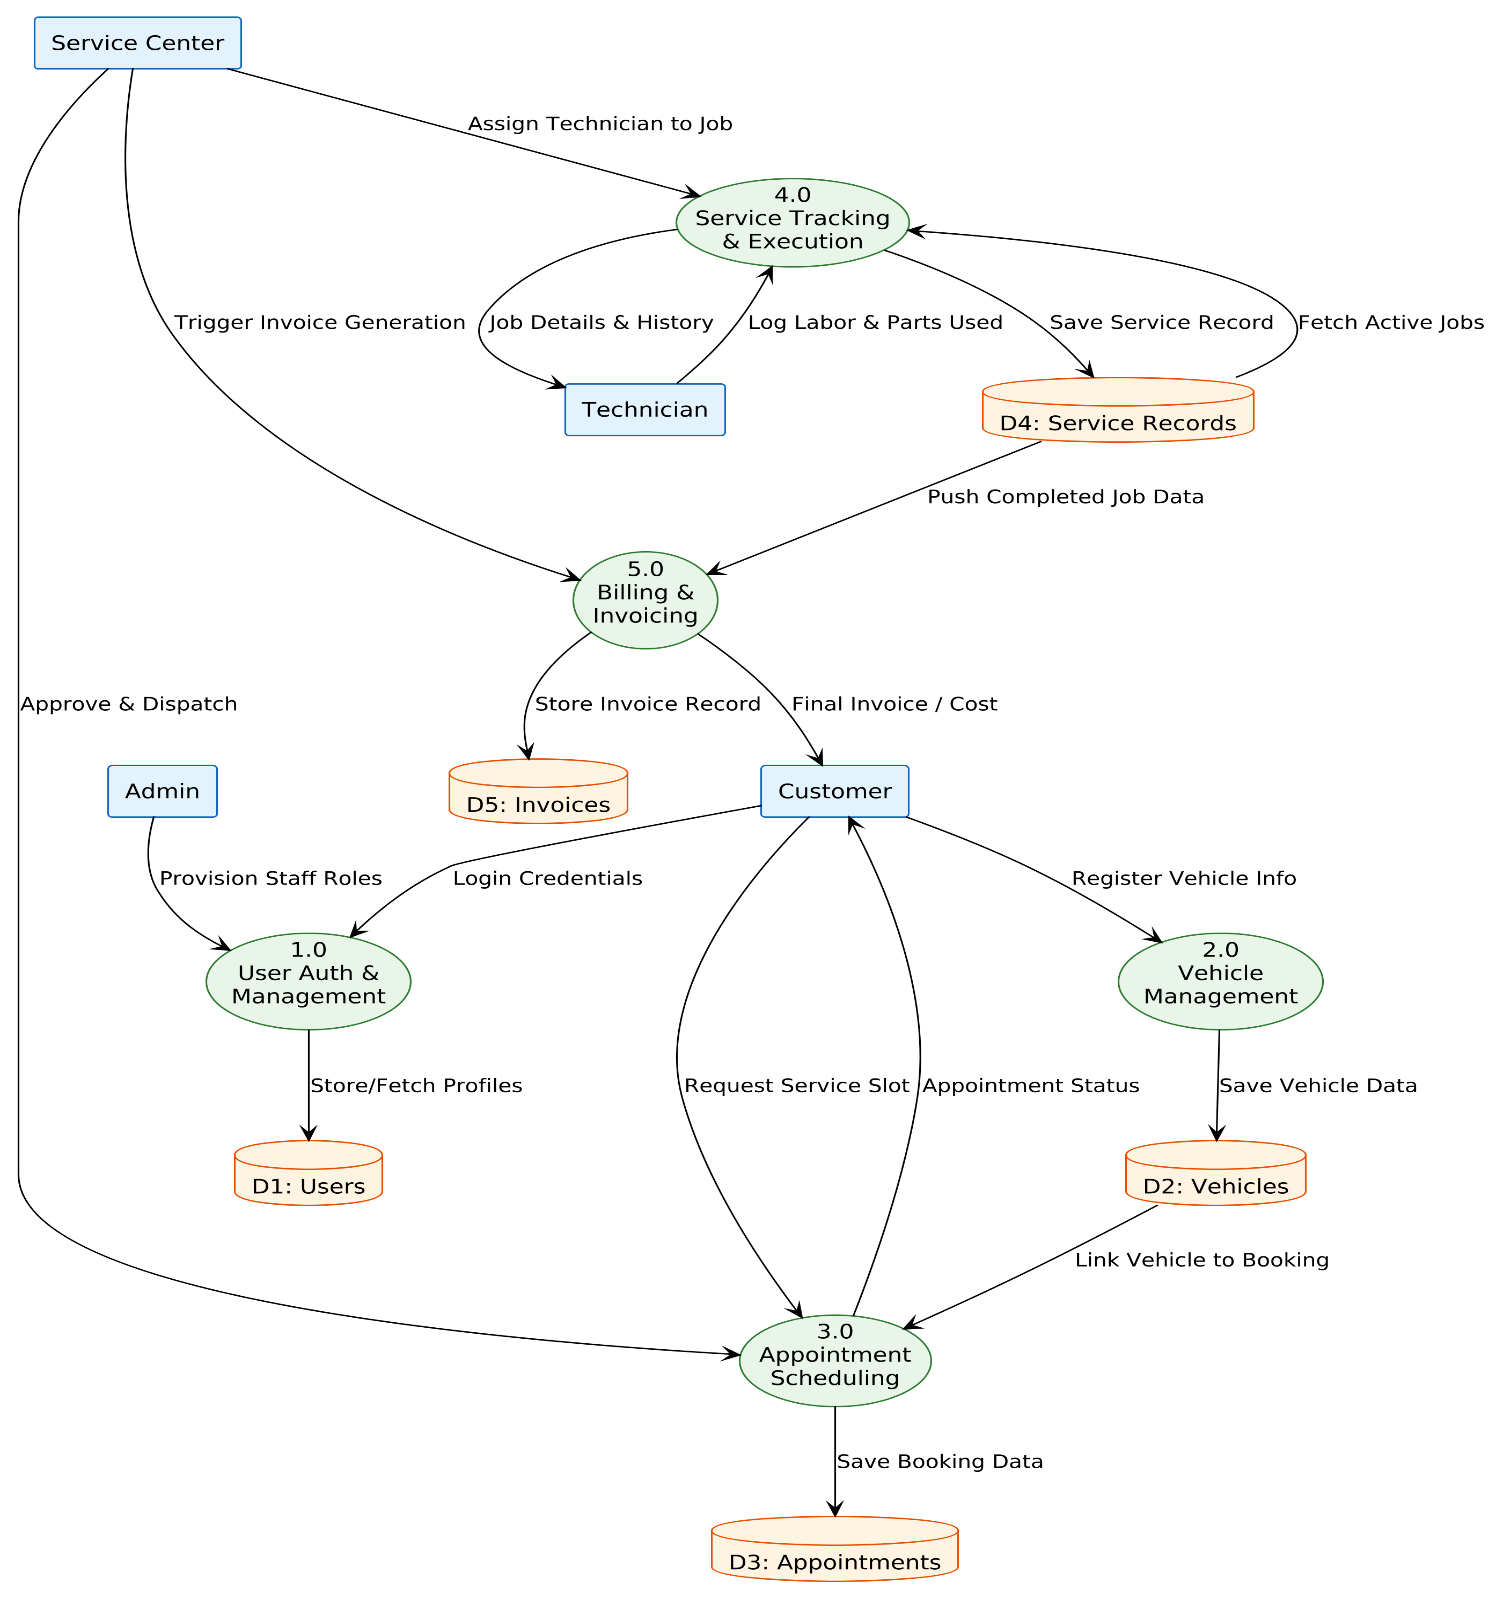 Service Center
Assign Technician to Job
4.0
Service Tracking
& Execution
Trigger Invoice Generation
Job Details & History
Log Labor & Parts Used
Save Service Record
Fetch Active Jobs
Technician
D4: Service Records
Push Completed Job Data
5.0
Billing &
Invoicing
Approve & Dispatch
Store Invoice Record
Final Invoice / Cost
Admin
D5: Invoices
Customer
Provision Staff Roles
Login Credentials
Register Vehicle Info
1.0
User Auth &
Management
2.0
Vehicle
Management
Store/Fetch Profiles
Request Service Slot
Appointment Status
Save Vehicle Data
D1: Users
D2: Vehicles
Link Vehicle to Booking
3.0
Appointment
Scheduling
Save Booking Data
D3: Appointments